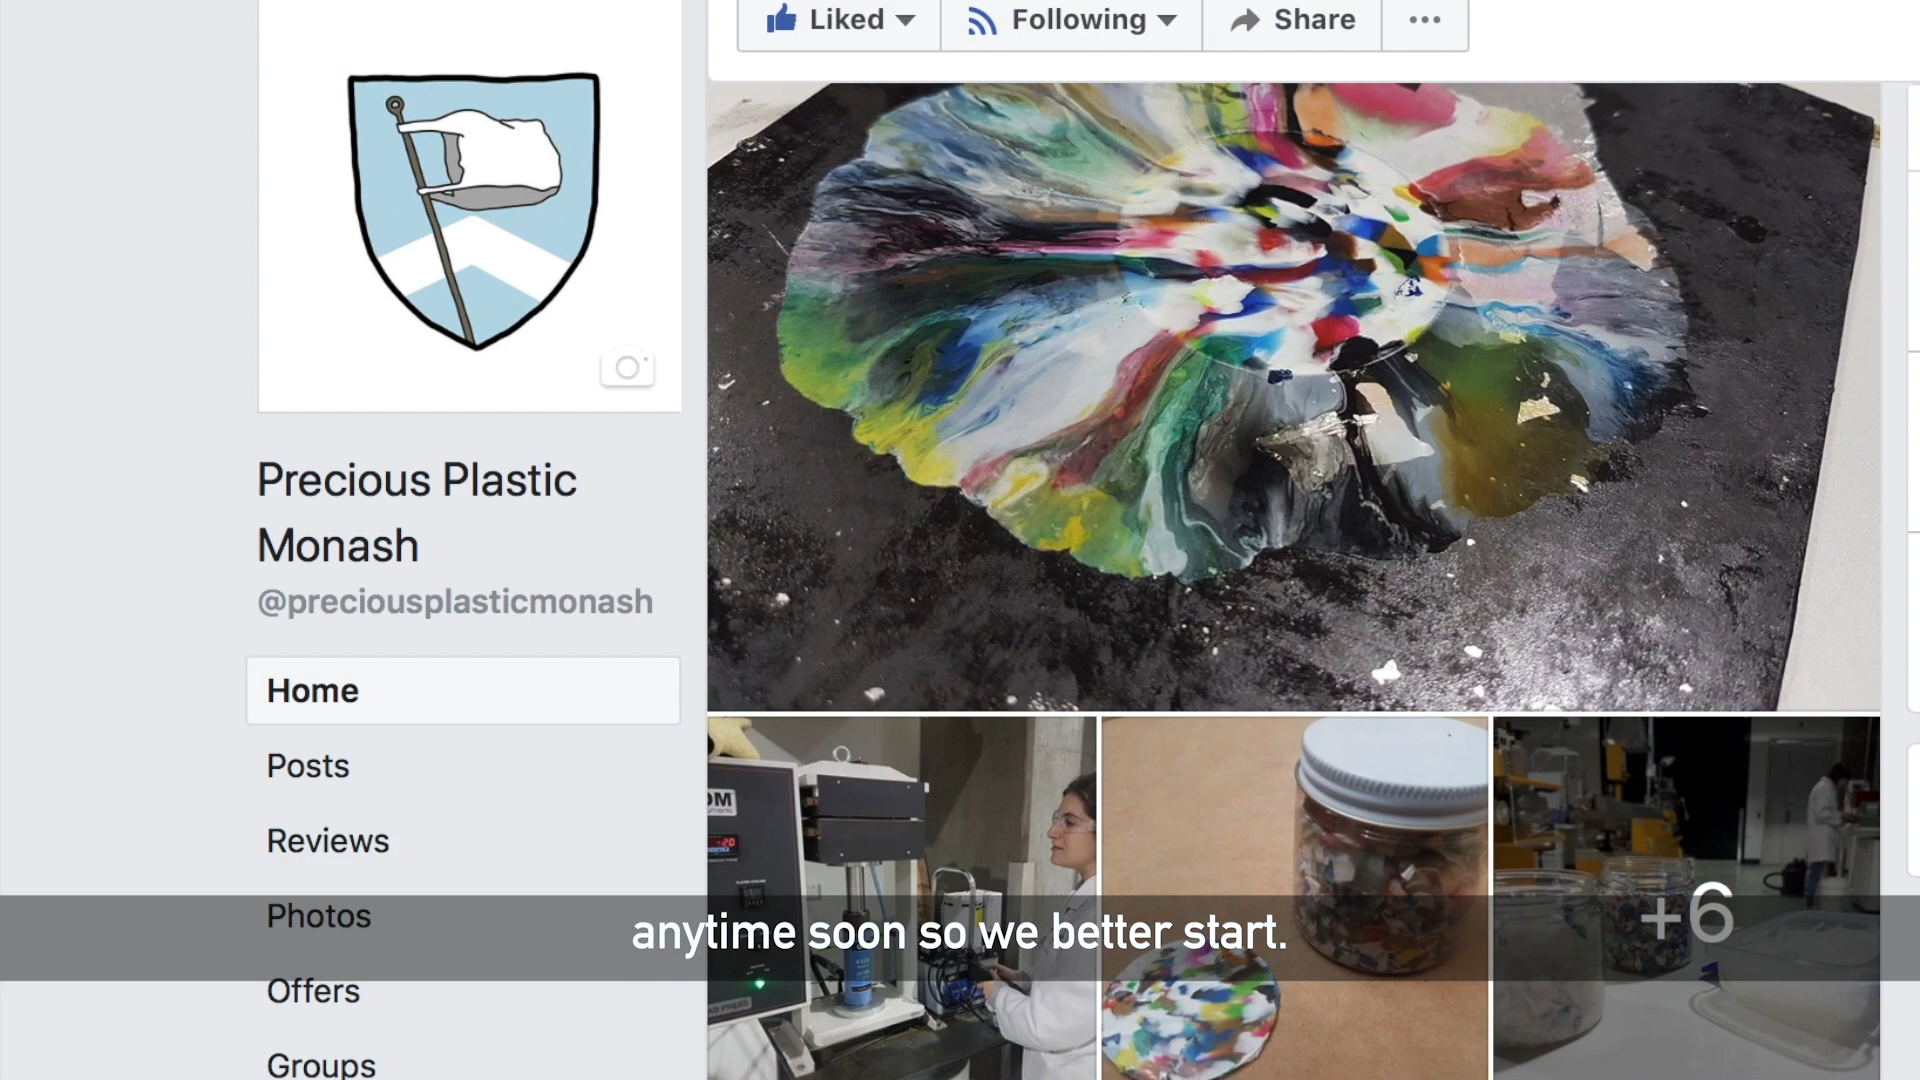 Liked
Following
Share
Precious Plastic
Monash
@preciousplasticmonash
Home
Posts
Reviews
Photos
Offers
Groups
-20
+6
anytime soon so we better start.